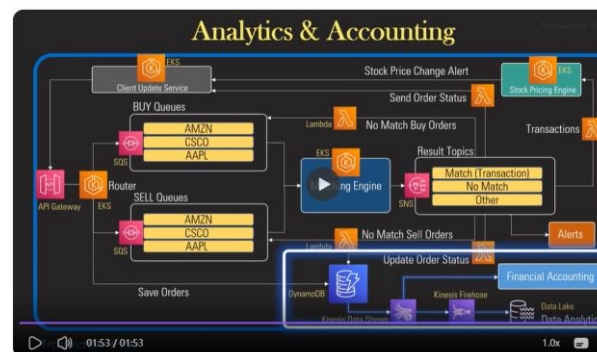 Analytics & Accounting
EKS
Client Update Service
Stock Price Change Alert
EKS
Stock Pricing Engine
Send Order Status
BUY Queues
AMZN
CSCO
AAPL
SQS
Lambda
No Match Buy Orders
Transactions
EKS
Result Topics
Match (Transaction)
No Match
Other
SNS
Engine
API Gateway
Router
EKS
SELL Queues
AMZN
CSCO
AAPL
SQS
No Match Sell Orders
Lambda
Alerts
Update Order Status
Save Orders
DynamoDB
Financial Accounting
Kinesis Data Stream
Kinesis Firehose
Data Lake
Data Analytics
01:53 / 01:53
1.0x